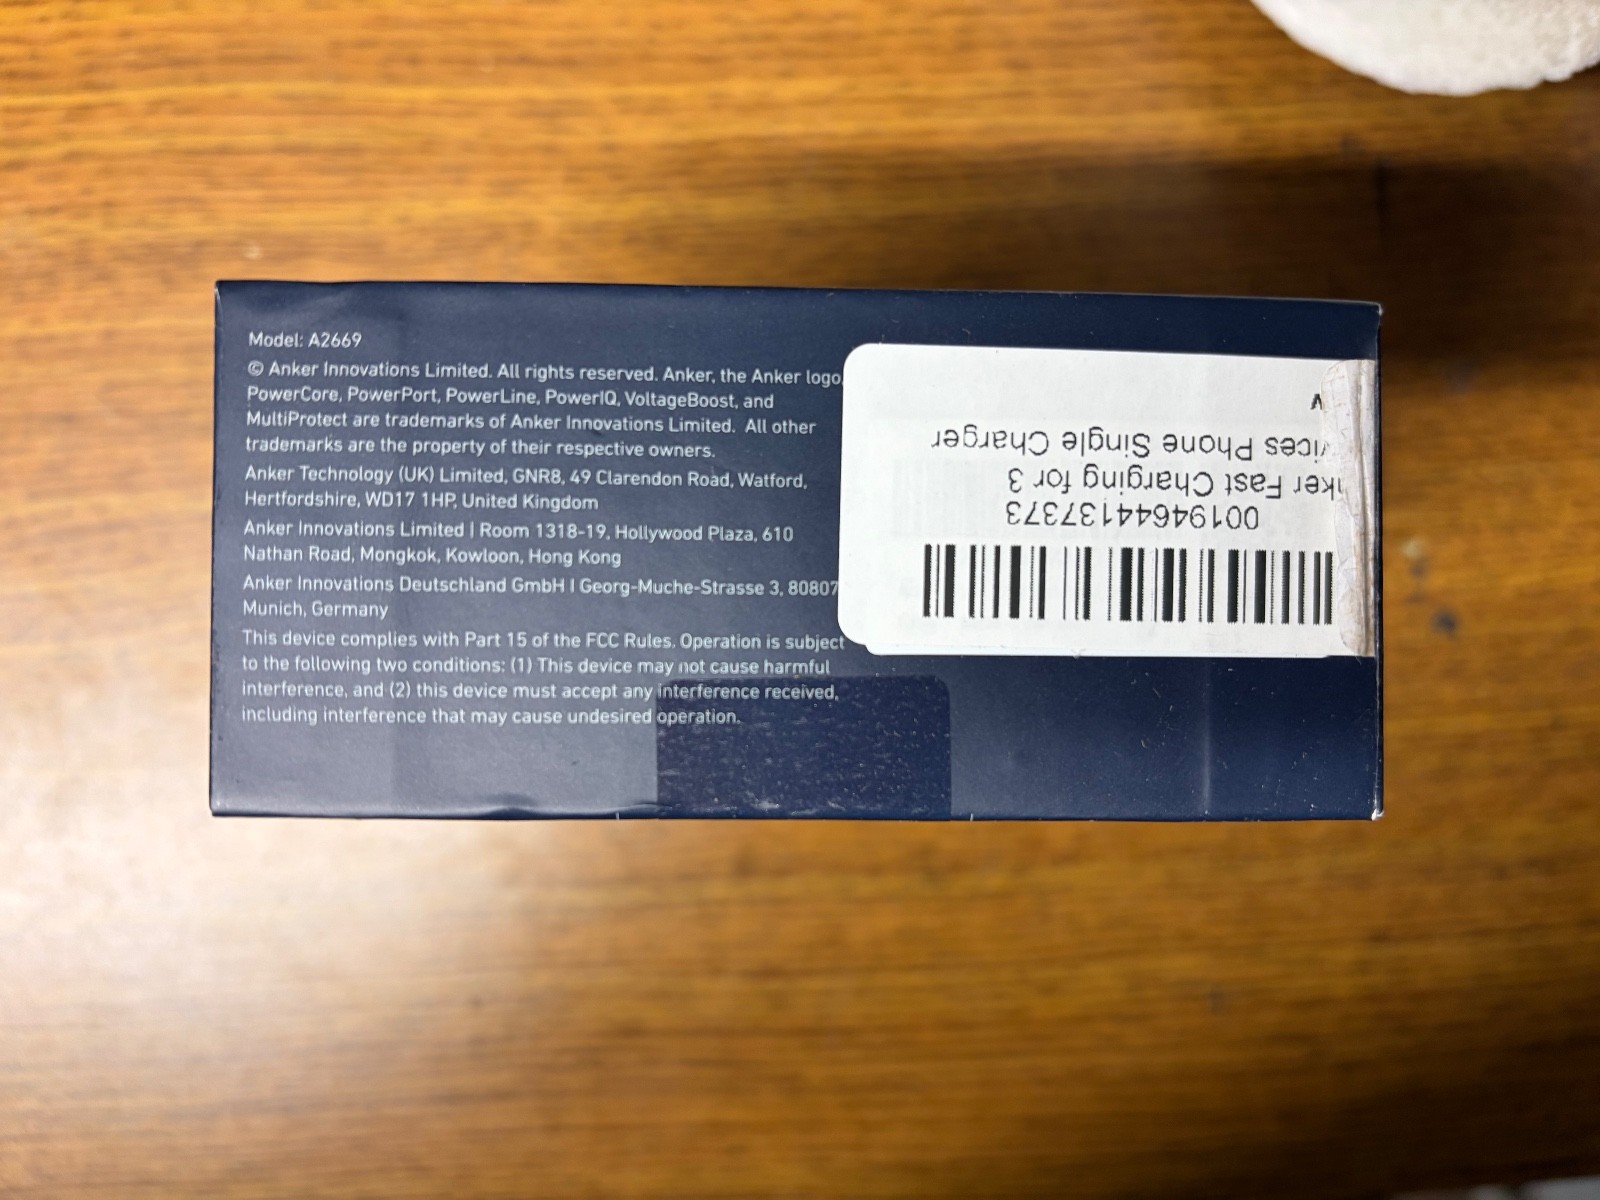 Model: A2669
© Anker Innovations Limited. All rights reserved. Anker, the Anker logo,
PowerCore, PowerPort, PowerLine, PowerIQ, VoltageBoost, and
MultiProtect are trademarks of Anker Innovations Limited. All other
trademarks are the property of their respective owners.
Anker Technology (UK) Limited, GNR8, 49 Clarendon Road, Watford,
Hertfordshire, WD17 1HP, United Kingdom
Anker Innovations Limited | Room 1318-19, Hollywood Plaza, 610
Nathan Road, Mongkok, Kowloon, Hong Kong
Anker Innovations Deutschland GmbH I Georg-Muche-Strasse 3, 80807
Munich, Germany
This device complies with Part 15 of the FCC Rules. Operation is subject
to the following two conditions: (1) This device may not cause harmful
interference, and (2) this device must accept any interference received,
including interference that may cause undesired operation.
00194644137373
ker Fast Charging for 3
vices Phone Single Charger